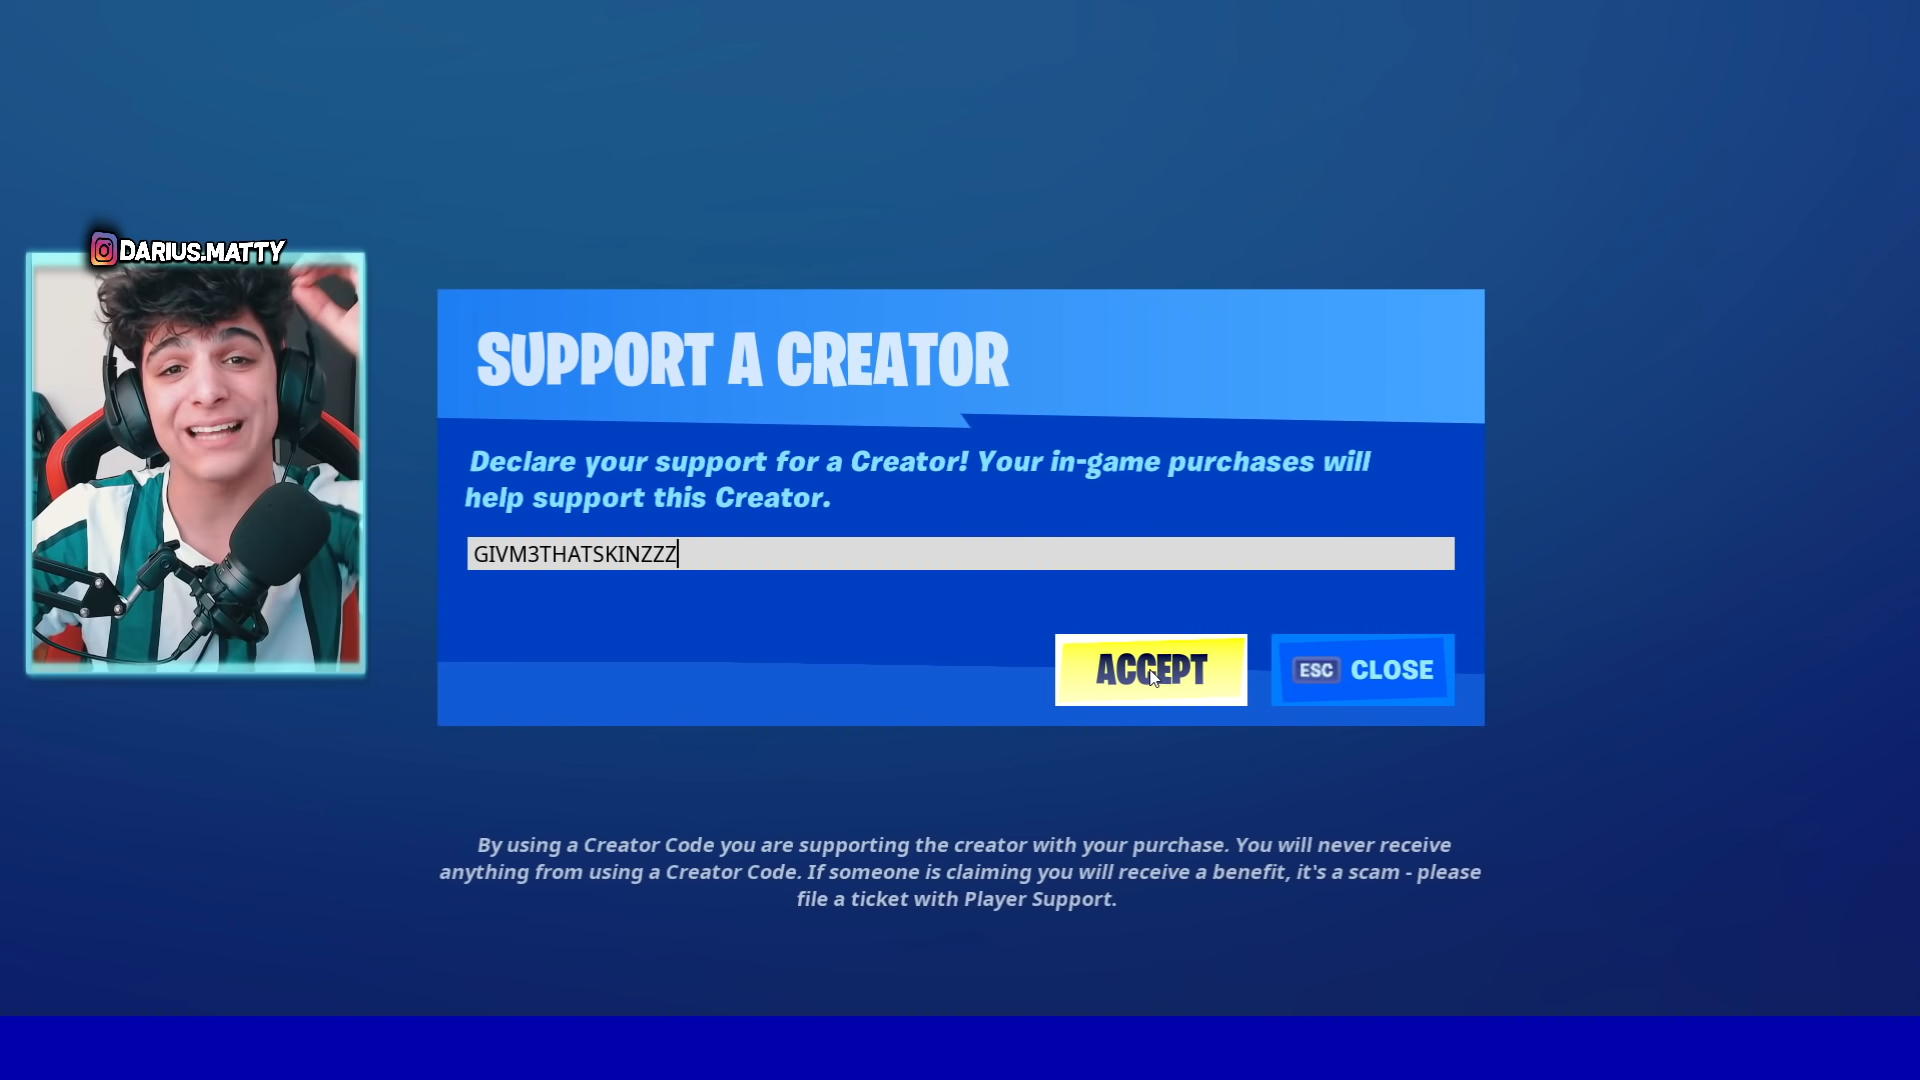 DARIUS.MATTY
SUPPORT A CREATOR
Declare your support for a Creator! Your in-game purchases will
help support this Creator.
GIVM3THATSKINZZZ
ACCEPT
ESC CLOSE
By using a Creator Code you are supporting the creator with your purchase. You will never receive
anything from using a Creator Code. If someone is claiming you will receive a benefit, it's a scam - please
file a ticket with Player Support.